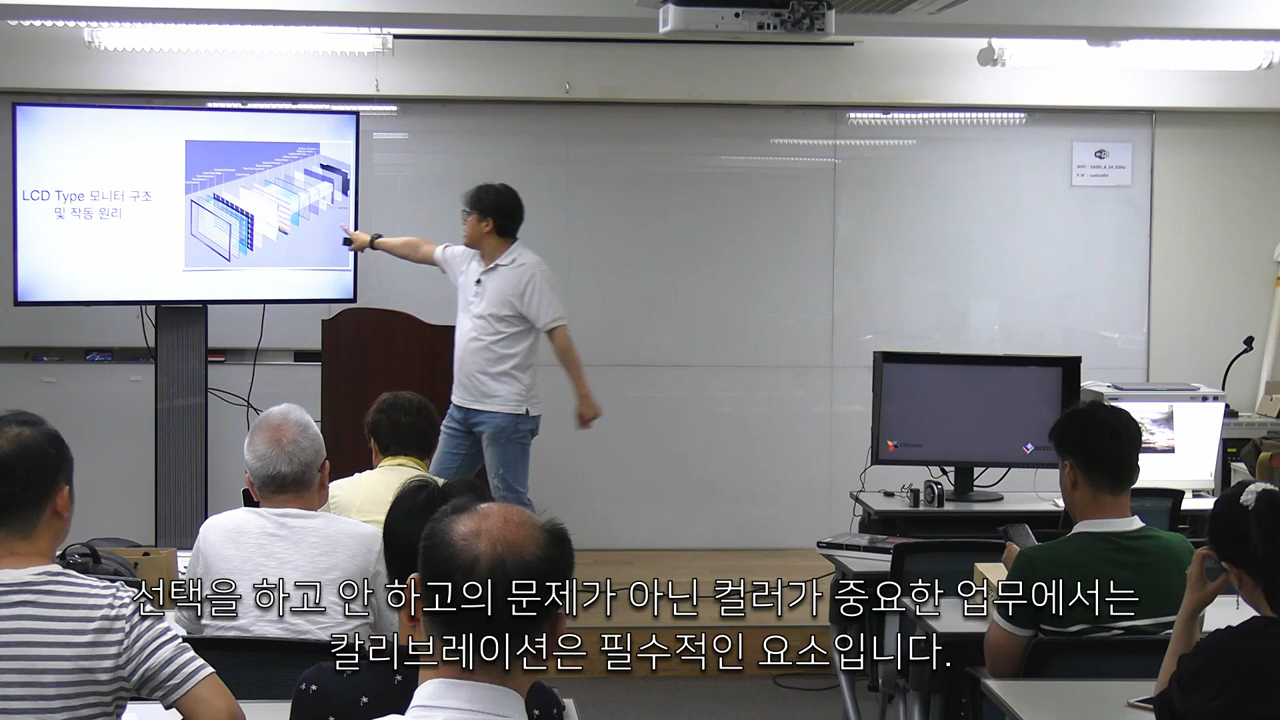 LCD Type 모니터 구조
및 작동 원리
선택을 하고 안 하고의 문제가 아닌 컬러가 중요한 업무에서는
칼리브레이션은 필수적인 요소입니다.